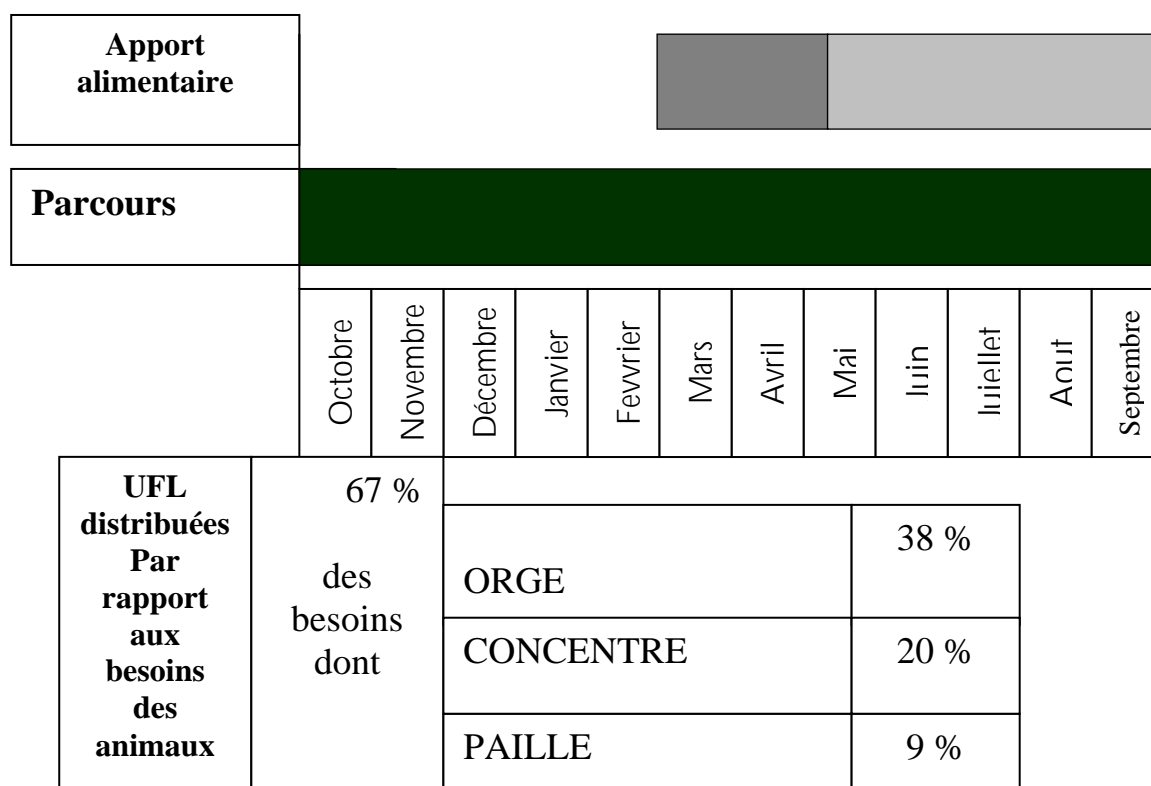 Apport
alimentaire
Parcours
Octobre
Novembre
Décembre
Janvier
Fevvrier
Mars
Avril
Mai
Juin
Juiellet
Aout
Septembre
UFL
distribuées
Par
rapport
aux
besoins
des
animaux
67 %
des
besoins
dont
ORGE
38 %
CONCENTRE
20 %
PAILLE
9 %